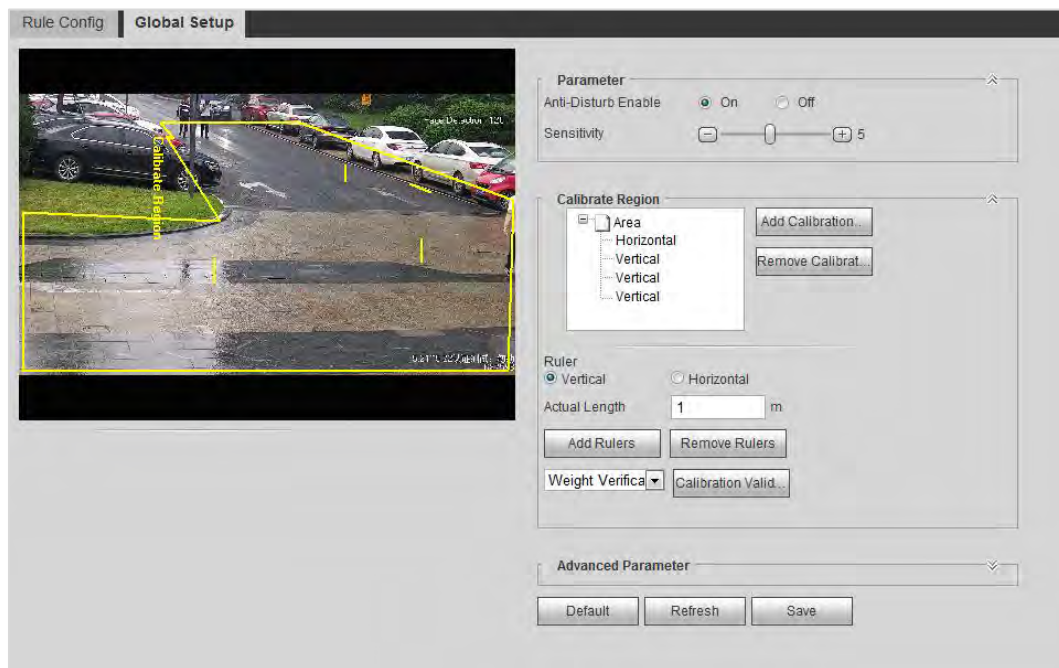 Rule Config
Global Setup
Calibrate Region
Parameter
Anti-Disturb Enable
On
Off
Sensitivity
5
Calibrate Region
Area
Horizontal
Vertical
Vertical
Vertical
Add Calibration...
Remove Calibrat...
Ruler
Vertical
Horizontal
Actual Length
1
m
Add Rulers
Remove Rulers
Weight Verifica
Calibration Valid...
Advanced Parameter
Default
Refresh
Save